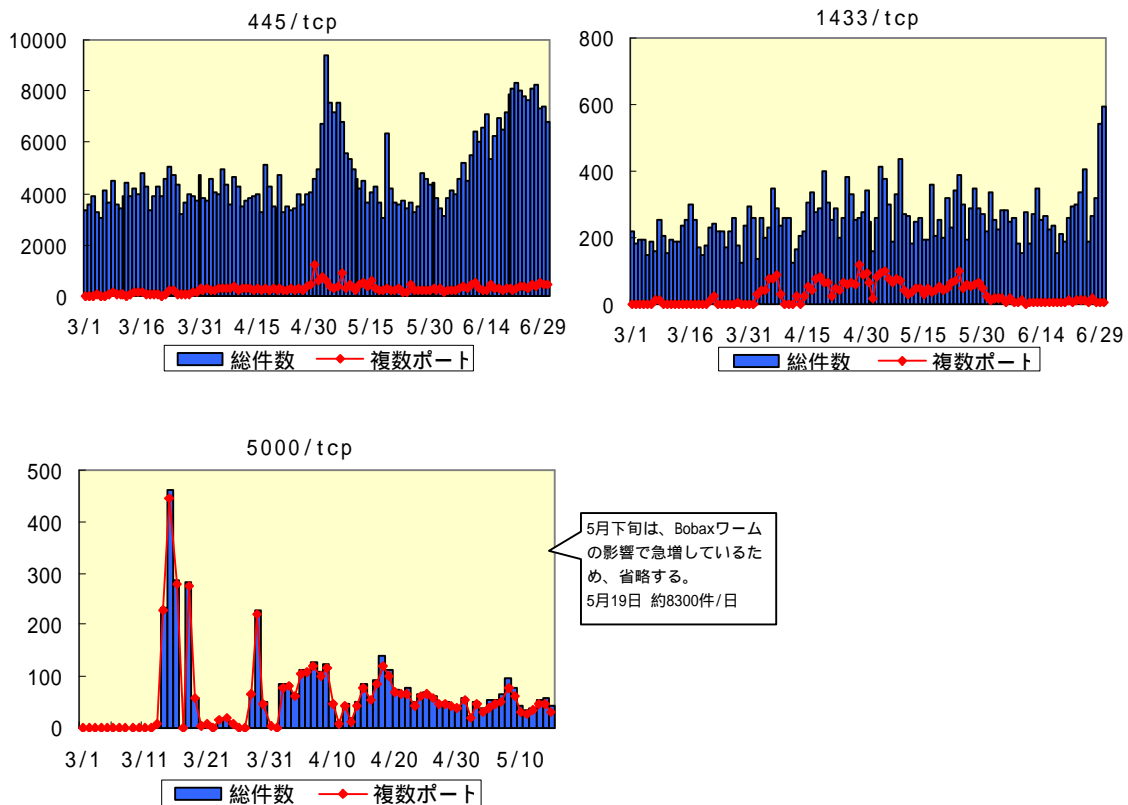 445/tcp
10000
8000
6000
4000
2000
0
3/1 3/16 3/31 4/15 4/30 5/15 5/30 6/14 6/29
総件数 複数ポート
1433/tcp
800
600
400
200
0
3/1 3/16 3/31 4/15 4/30 5/15 5/30 6/14 6/29
総件数 複数ポート
5000/tcp
500
400
300
200
100
0
3/1 3/11 3/21 3/31 4/10 4/20 4/30 5/10
総件数 複数ポート
5月下旬は、Bobaxワーム
の影響で急増しているた
め、省略する。
5月19日 約8300件/日